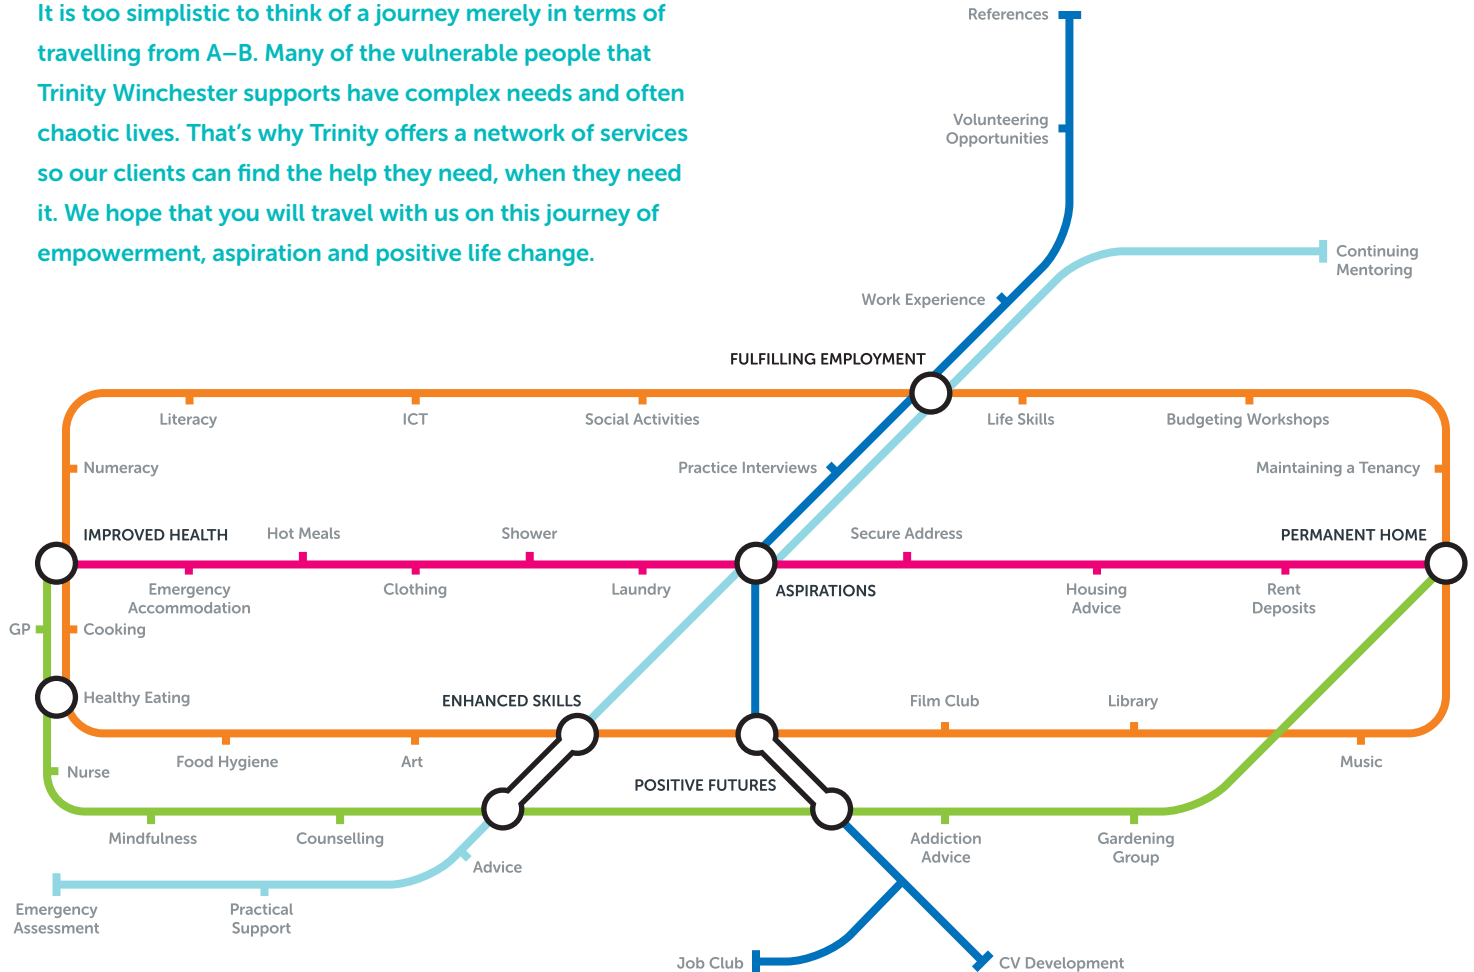 It is too simplistic to think of a journey merely in terms of
travelling from A–B. Many of the vulnerable people that
Trinity Winchester supports have complex needs and often
chaotic lives. That’s why Trinity offers a network of services
so our clients can find the help they need, when they need
it. We hope that you will travel with us on this journey of
empowerment, aspiration and positive life change.
References
Volunteering
Opportunities
Continuing
Mentoring
Work Experience
FULFILLING EMPLOYMENT
Literacy
ICT
Social Activities
Life Skills
Budgeting Workshops
Numeracy
Practice Interviews
Maintaining a Tenancy
IMPROVED HEALTH
Hot Meals
Shower
Secure Address
PERMANENT HOME
Emergency
Accommodation
Clothing
Laundry
ASPIRATIONS
Housing
Advice
Rent
Deposits
GP
Cooking
Healthy Eating
ENHANCED SKILLS
Film Club
Library
Food Hygiene
Art
Music
Nurse
POSITIVE FUTURES
Mindfulness
Counselling
Addiction
Advice
Gardening
Group
Advice
Emergency
Assessment
Practical
Support
Job Club
CV Development